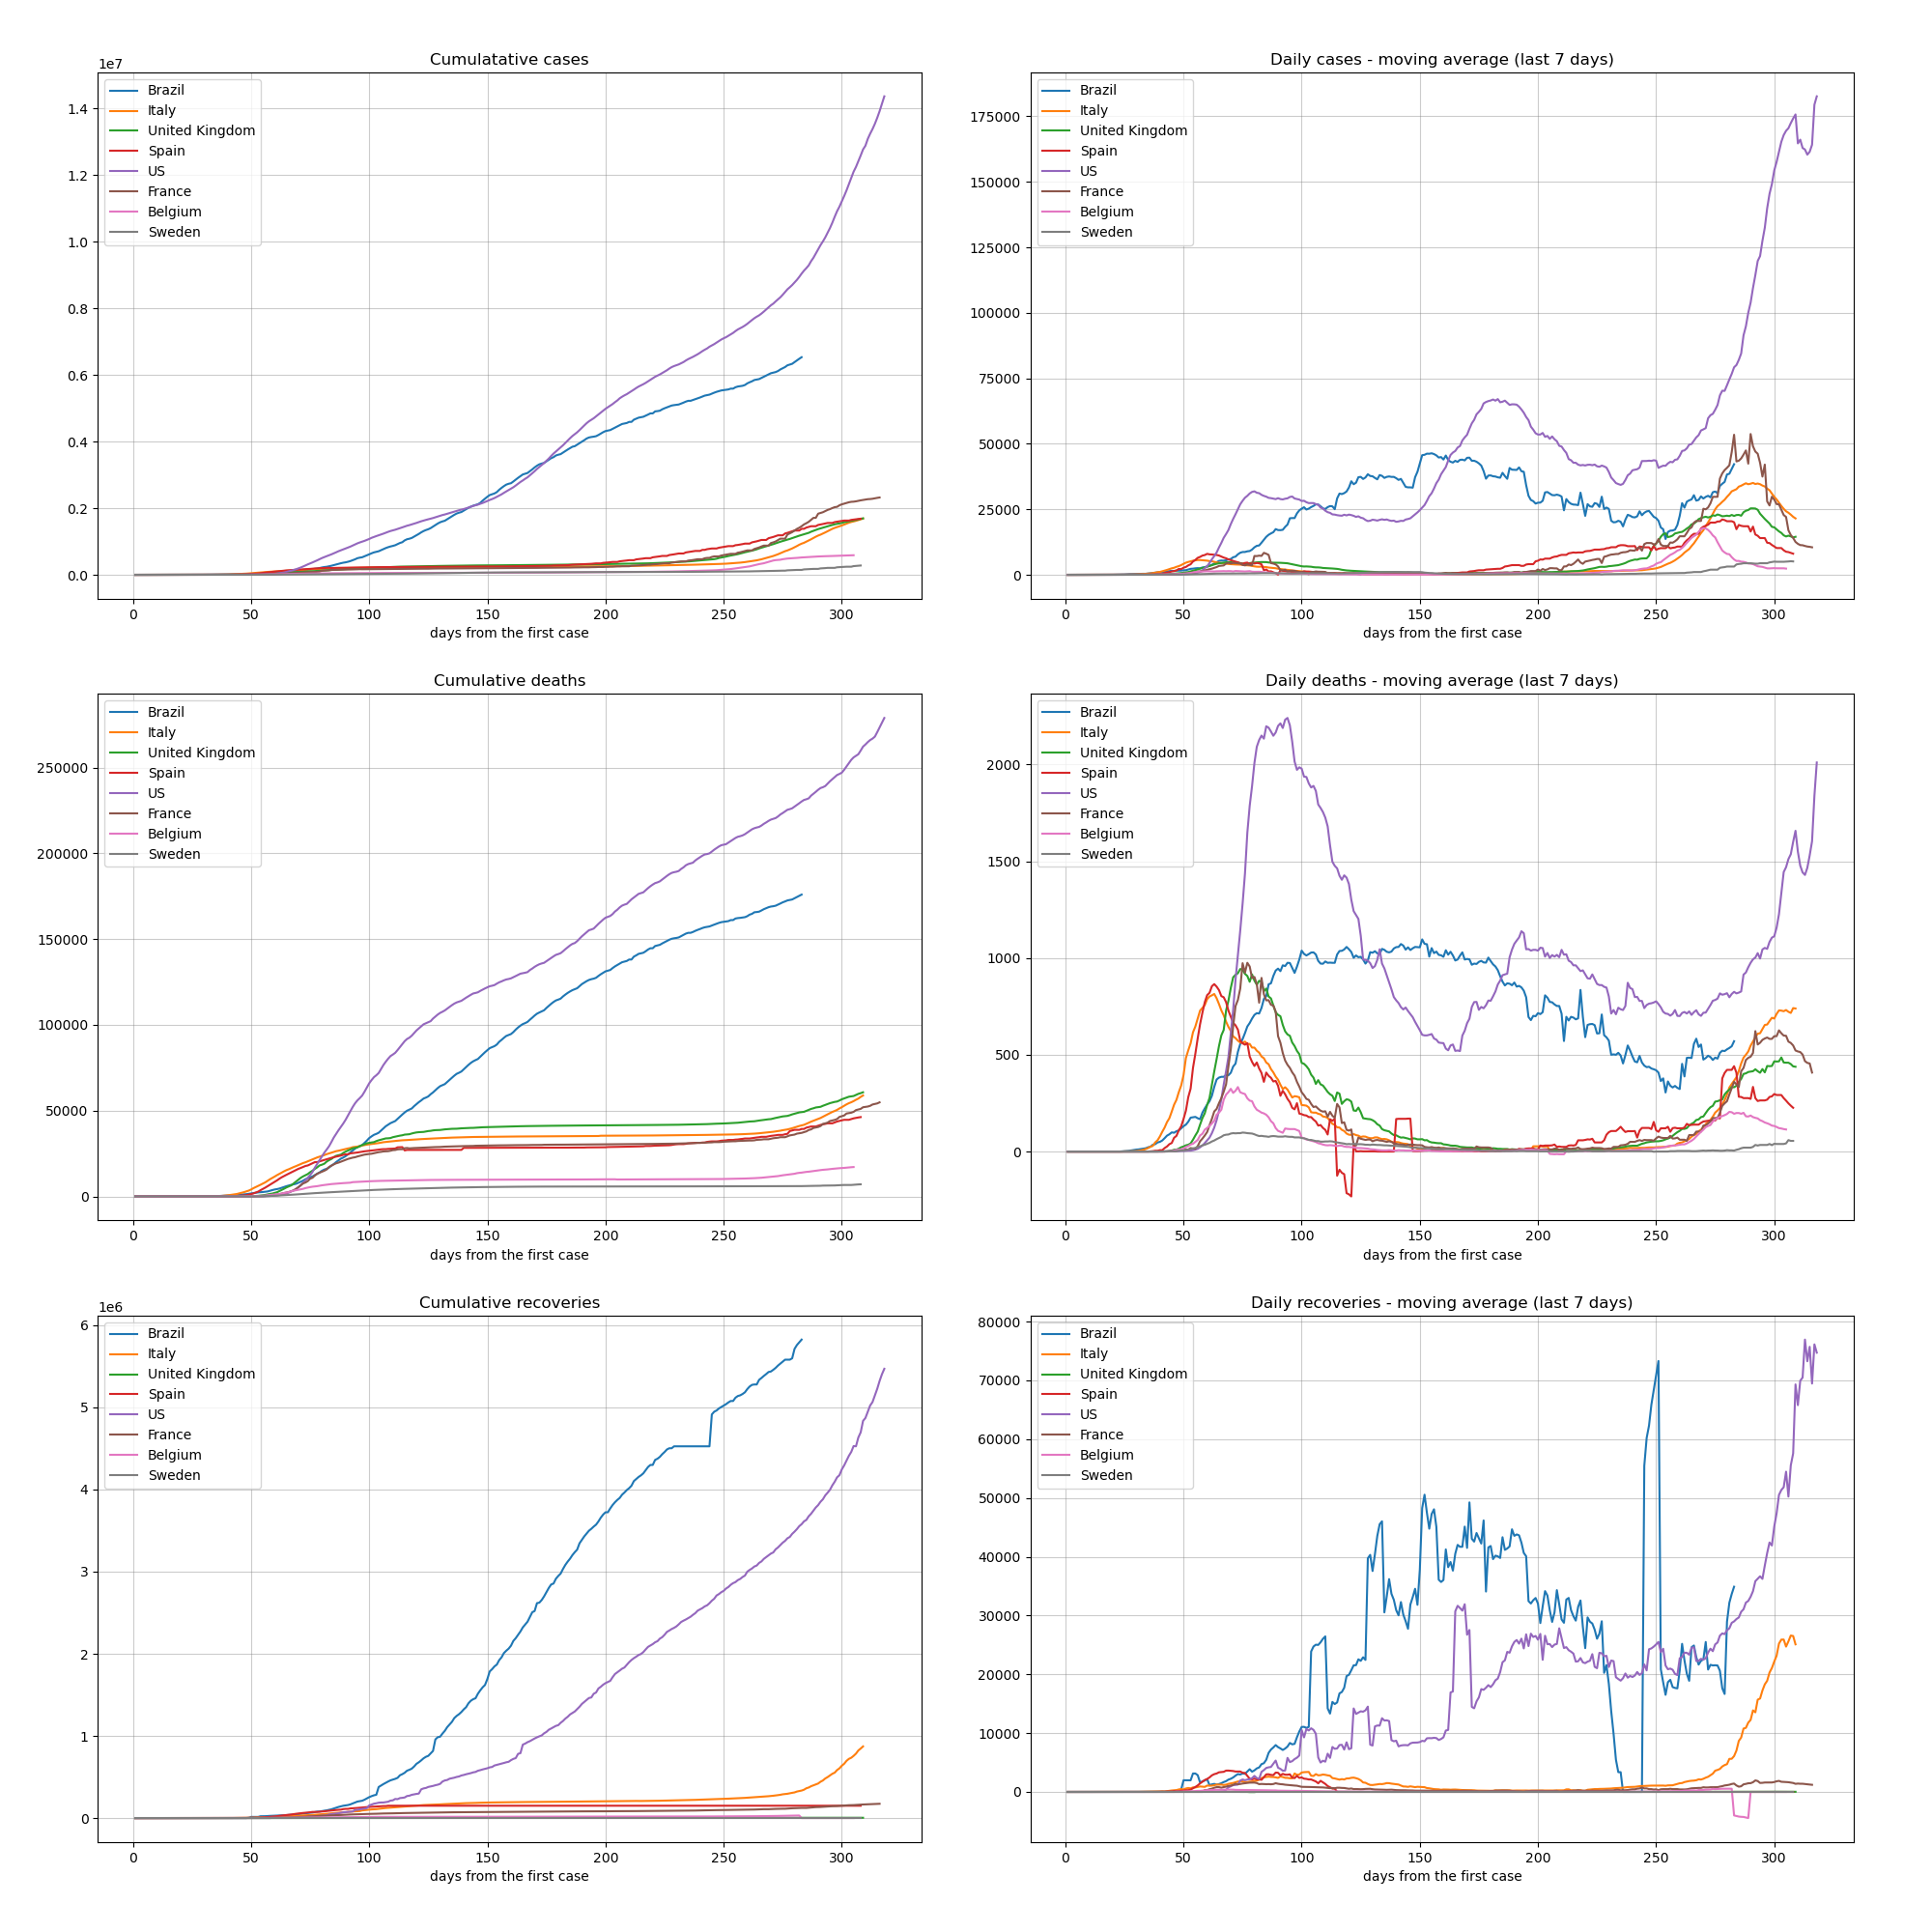 Cumulatative cases
1e7
1.4
1.2
1.0
0.8
0.6
0.4
0.2
0.0
Brazil
Italy
United Kingdom
Spain
US
France
Belgium
Sweden
0 50 100 150 200 250 300
days from the first case
Daily cases - moving average (last 7 days)
175000
150000
125000
100000
75000
50000
25000
0
Brazil
Italy
United Kingdom
Spain
US
France
Belgium
Sweden
0 50 100 150 200 250 300
days from the first case
Cumulative deaths
250000
200000
150000
100000
50000
0
Brazil
Italy
United Kingdom
Spain
US
France
Belgium
Sweden
0 50 100 150 200 250 300
days from the first case
Daily deaths - moving average (last 7 days)
2000
1500
1000
500
0
Brazil
Italy
United Kingdom
Spain
US
France
Belgium
Sweden
0 50 100 150 200 250 300
days from the first case
Cumulative recoveries
1e6
6
5
4
3
2
1
0
Brazil
Italy
United Kingdom
Spain
US
France
Belgium
Sweden
0 50 100 150 200 250 300
days from the first case
Daily recoveries - moving average (last 7 days)
80000
70000
60000
50000
40000
30000
20000
10000
0
Brazil
Italy
United Kingdom
Spain
US
France
Belgium
Sweden
0 50 100 150 200 250 300
days from the first case